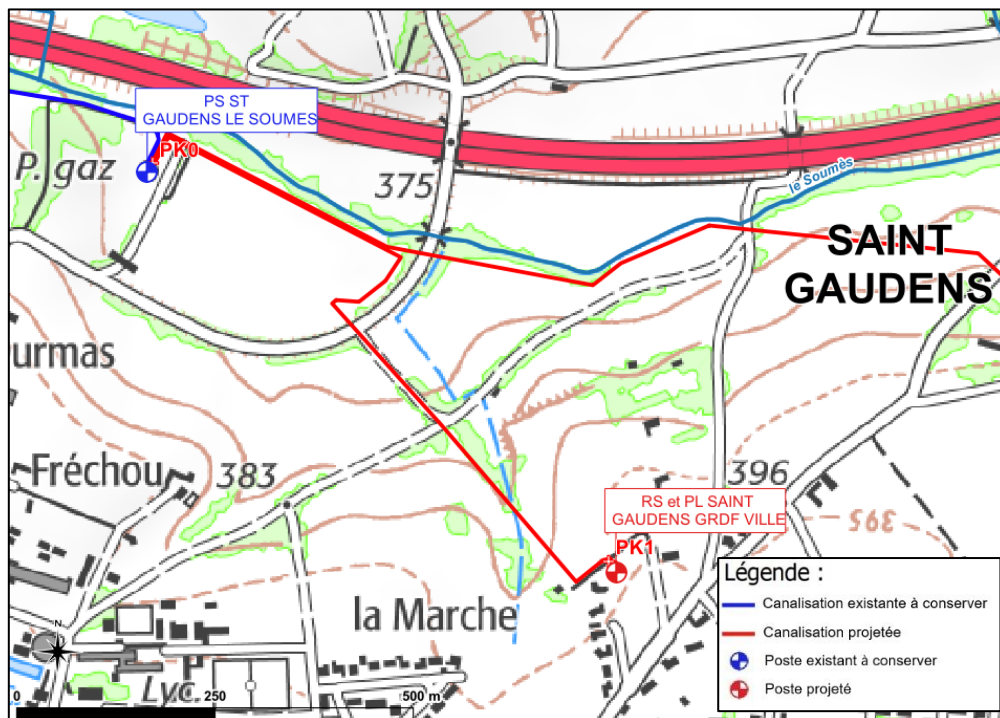 PS ST
GAUDENS LE SOUMES
PK0
P. gaz
375
le Soumès
SAINT
GAUDENS
urmas
Fréchou
383
396
395
RS et PL SAINT
GAUDENS GRDF VILLE
PK1
la Marche
Lyc.
N
0 250 500 m
Légende :
Canalisation existante à conserver
Canalisation projetée
Poste existant à conserver
Poste projeté